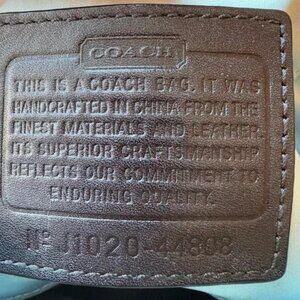 COACH
THIS IS A COACH BAG. IT WAS
HANDCRAFTED IN CHINA FROM THE
FINEST MATERIALS AND LEATHER.
ITS SUPERIOR CRAFTSMANSHIP
REFLECTS OUR COMMITMENT TO
ENDURING QUALITY.
Nº J1020-44808